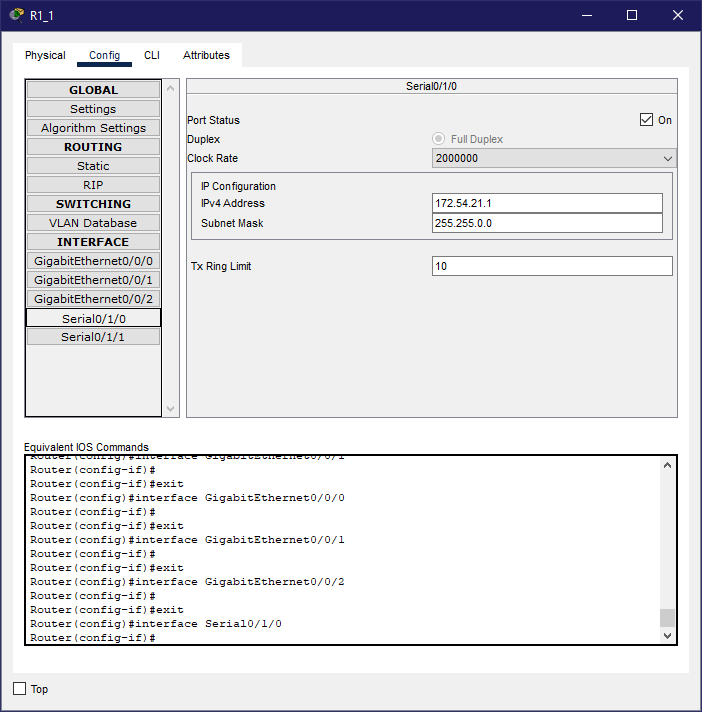 R1_1
Physical Config CLI Attributes
GLOBAL
Settings
Algorithm Settings
ROUTING
Static
RIP
SWITCHING
VLAN Database
INTERFACE
GigabitEthernet0/0/0
GigabitEthernet0/0/1
GigabitEthernet0/0/2
Serial0/1/0
Serial0/1/1
Serial0/1/0
Port Status On
Duplex Full Duplex
Clock Rate 2000000
IP Configuration
IPv4 Address 172.54.21.1
Subnet Mask 255.255.0.0
Tx Ring Limit 10
Equivalent IOS Commands
Router(config)#interface GigabitEthernet0/0/1
Router(config-if)#
Router(config-if)#exit
Router(config)#interface GigabitEthernet0/0/0
Router(config-if)#
Router(config-if)#exit
Router(config)#interface GigabitEthernet0/0/1
Router(config-if)#
Router(config-if)#exit
Router(config)#interface GigabitEthernet0/0/2
Router(config-if)#
Router(config-if)#exit
Router(config)#interface Serial0/1/0
Router(config-if)#
Top